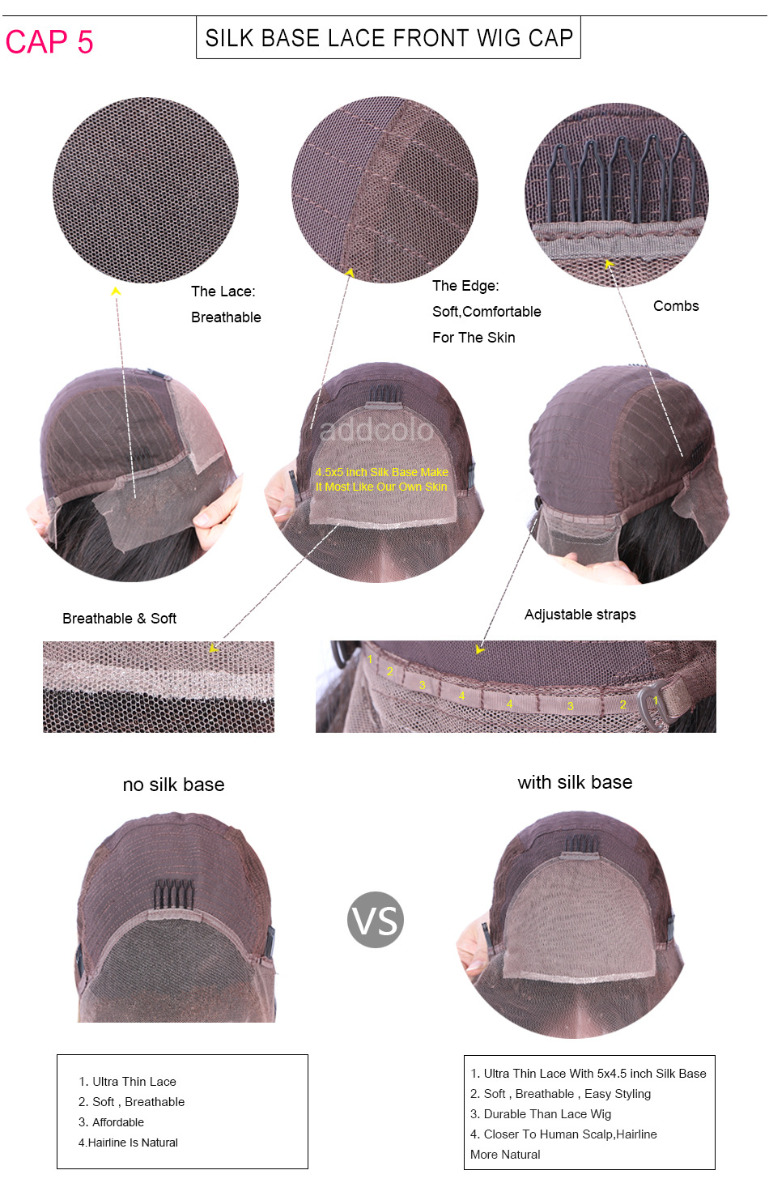 CAP 5
SILK BASE LACE FRONT WIG CAP
The Lace:
Breathable
The Edge:
Soft,Comfortable
For The Skin
Combs
addcolo
4.5x5 inch Silk Base Make
It Most Like Our Own Skin
Breathable & Soft
Adjustable straps
1 2 3 4 4 3 2 1
no silk base
with silk base
VS
1. Ultra Thin Lace
2. Soft , Breathable
3. Affordable
4.Hairline Is Natural
1. Ultra Thin Lace With 5x4.5 inch Silk Base
2. Soft , Breathable , Easy Styling
3. Durable Than Lace Wig
4. Closer To Human Scalp,Hairline
More Natural